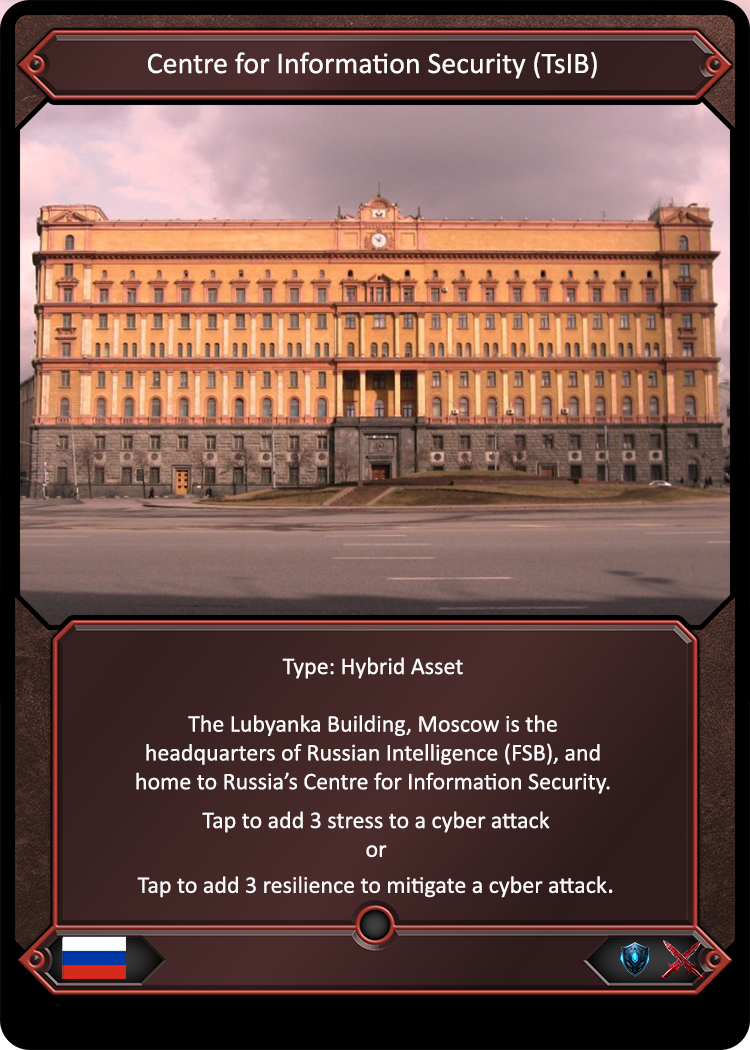 Centre for Information Security (TsIB)
Type: Hybrid Asset
The Lubyanka Building, Moscow is the
headquarters of Russian Intelligence (FSB), and
home to Russia’s Centre for Information Security.
Tap to add 3 stress to a cyber attack
or
Tap to add 3 resilience to mitigate a cyber attack.